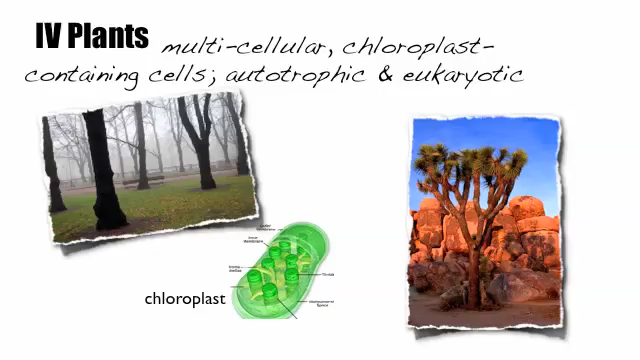 IV Plants multi-cellular, chloroplast-
containing cells; autotrophic & eukaryotic
chloroplast